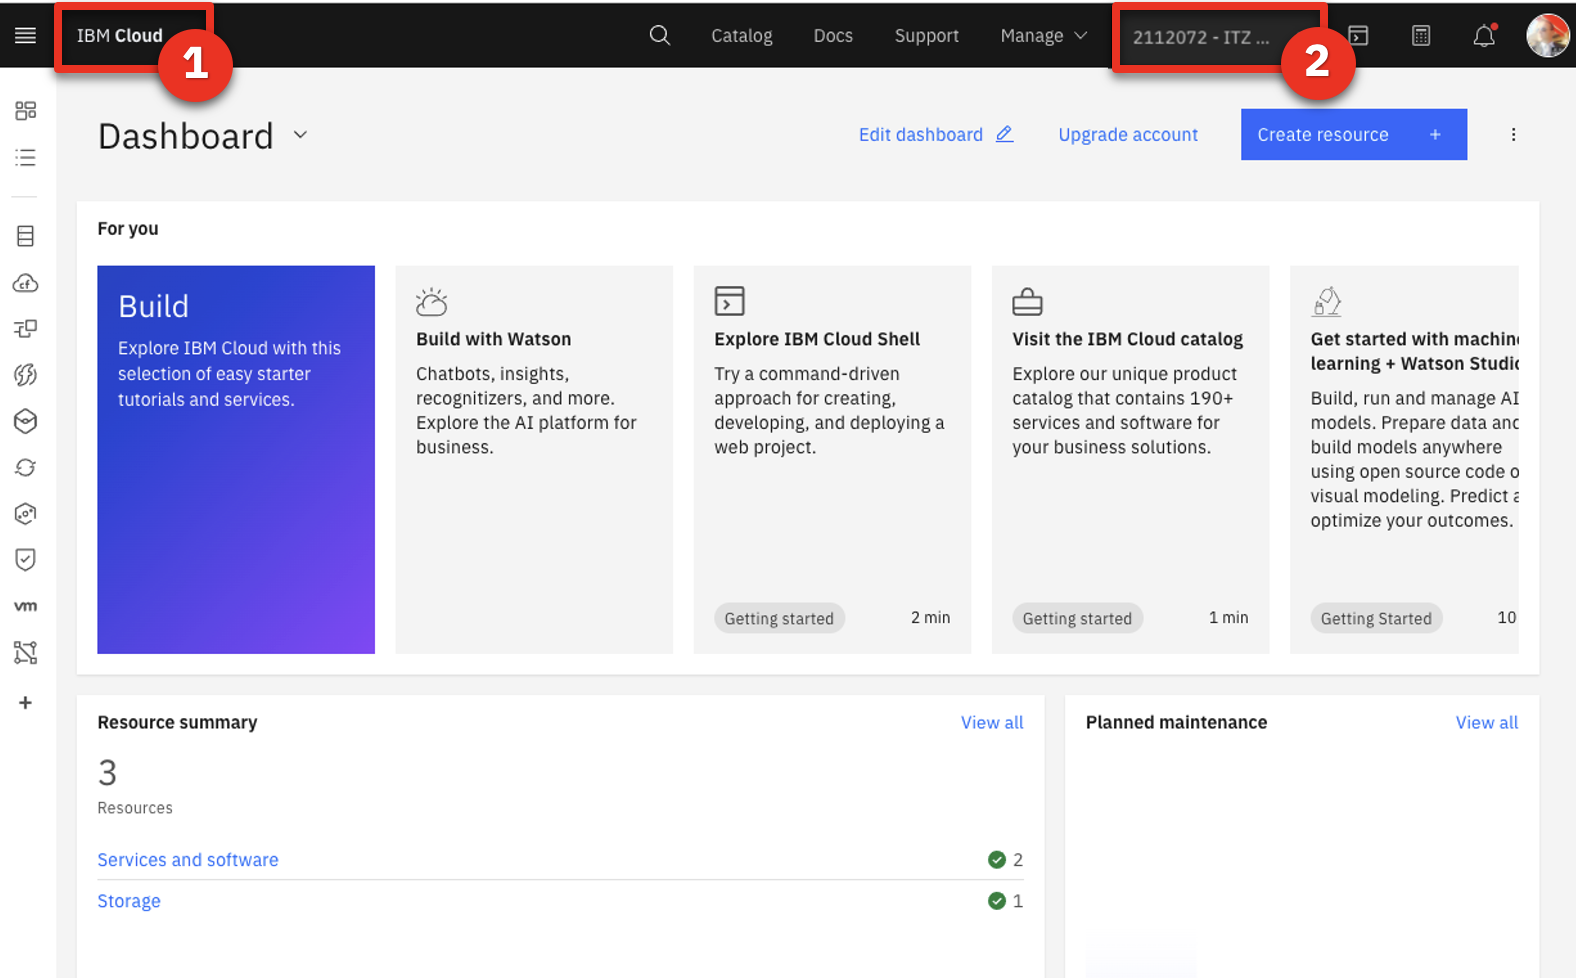 IBM Cloud
1
Catalog
Docs
Support
Manage
2112072 - ITZ ...
2
Dashboard
Edit dashboard
Upgrade account
Create resource +
For you
Build
Explore IBM Cloud with this
selection of easy starter
tutorials and services.
Build with Watson
Chatbots, insights,
recognitizers, and more.
Explore the AI platform for
business.
Explore IBM Cloud Shell
Try a command-driven
approach for creating,
developing, and deploying a
web project.
Getting started
2 min
Visit the IBM Cloud catalog
Explore our unique product
catalog that contains 190+
services and software for
your business solutions.
Getting started
1 min
Get started with machin
learning + Watson Studio
Build, run and manage AI
models. Prepare data and
build models anywhere
using open source code o
visual modeling. Predict a
optimize your outcomes.
Getting Started
10
cf
vm
+
Resource summary
View all
3
Resources
Services and software
2
Storage
1
Planned maintenance
View all